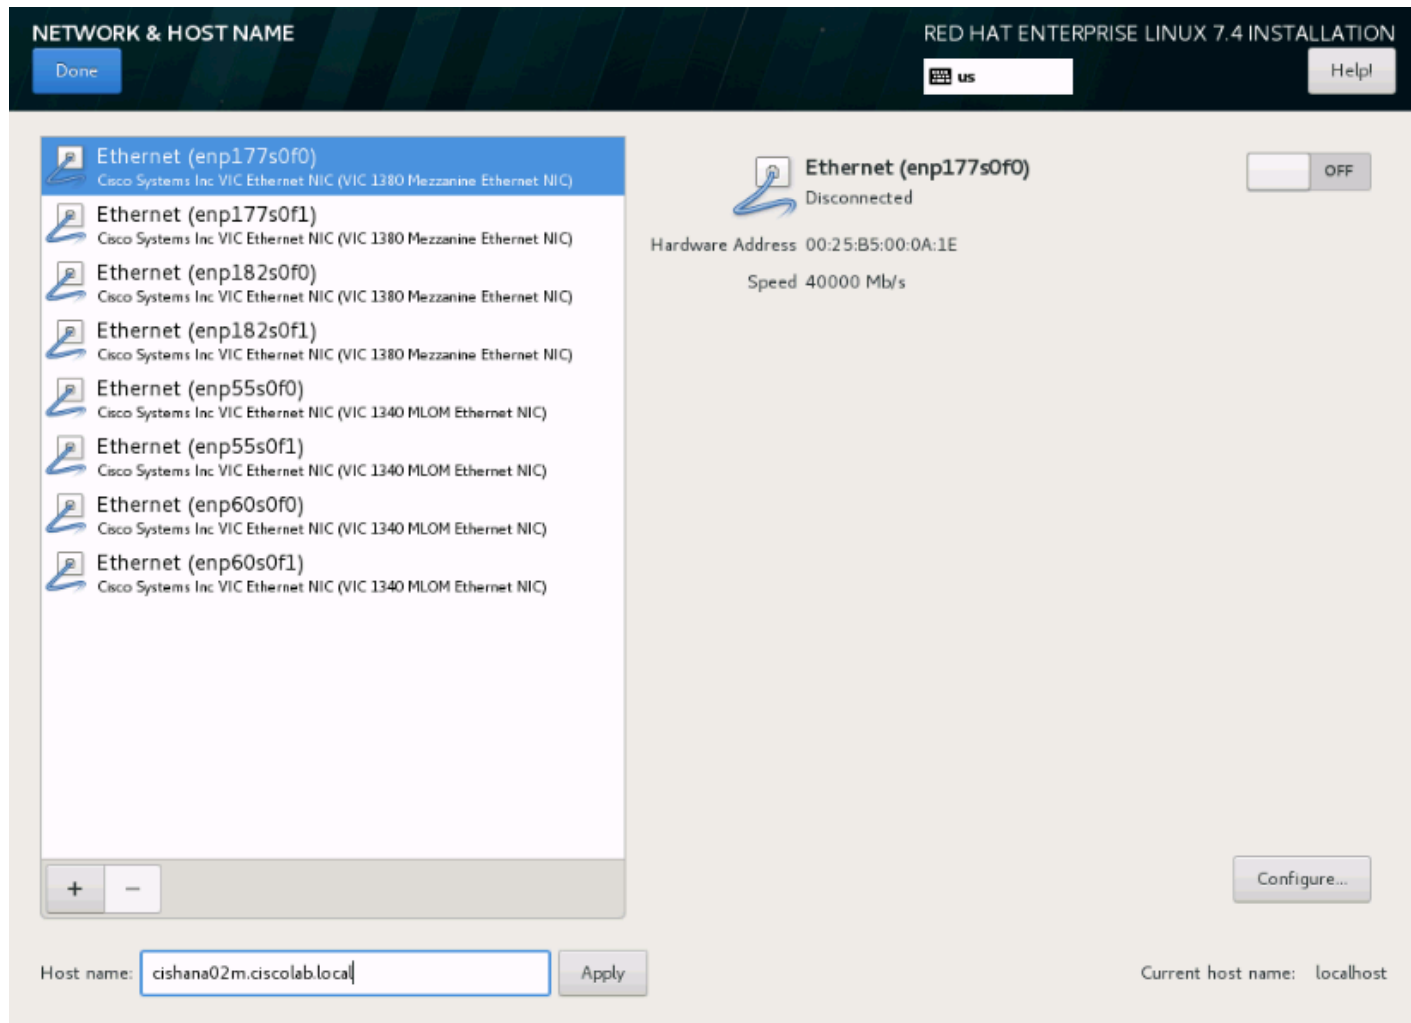 NETWORK & HOST NAME
RED HAT ENTERPRISE LINUX 7.4 INSTALLATION
Done
us
Help!
Ethernet (enp177s0f0)
Cisco Systems Inc VIC Ethernet NIC (VIC 1380 Mezzanine Ethernet NIC)
Ethernet (enp177s0f1)
Cisco Systems Inc VIC Ethernet NIC (VIC 1380 Mezzanine Ethernet NIC)
Ethernet (enp182s0f0)
Cisco Systems Inc VIC Ethernet NIC (VIC 1380 Mezzanine Ethernet NIC)
Ethernet (enp182s0f1)
Cisco Systems Inc VIC Ethernet NIC (VIC 1380 Mezzanine Ethernet NIC)
Ethernet (enp55s0f0)
Cisco Systems Inc VIC Ethernet NIC (VIC 1340 MLOM Ethernet NIC)
Ethernet (enp55s0f1)
Cisco Systems Inc VIC Ethernet NIC (VIC 1340 MLOM Ethernet NIC)
Ethernet (enp60s0f0)
Cisco Systems Inc VIC Ethernet NIC (VIC 1340 MLOM Ethernet NIC)
Ethernet (enp60s0f1)
Cisco Systems Inc VIC Ethernet NIC (VIC 1340 MLOM Ethernet NIC)
+ −
Ethernet (enp177s0f0)
Disconnected
OFF
Hardware Address 00:25:B5:00:0A:1E
Speed 40000 Mb/s
Configure...
Host name: cishana02m.ciscolab.local
Apply
Current host name: localhost